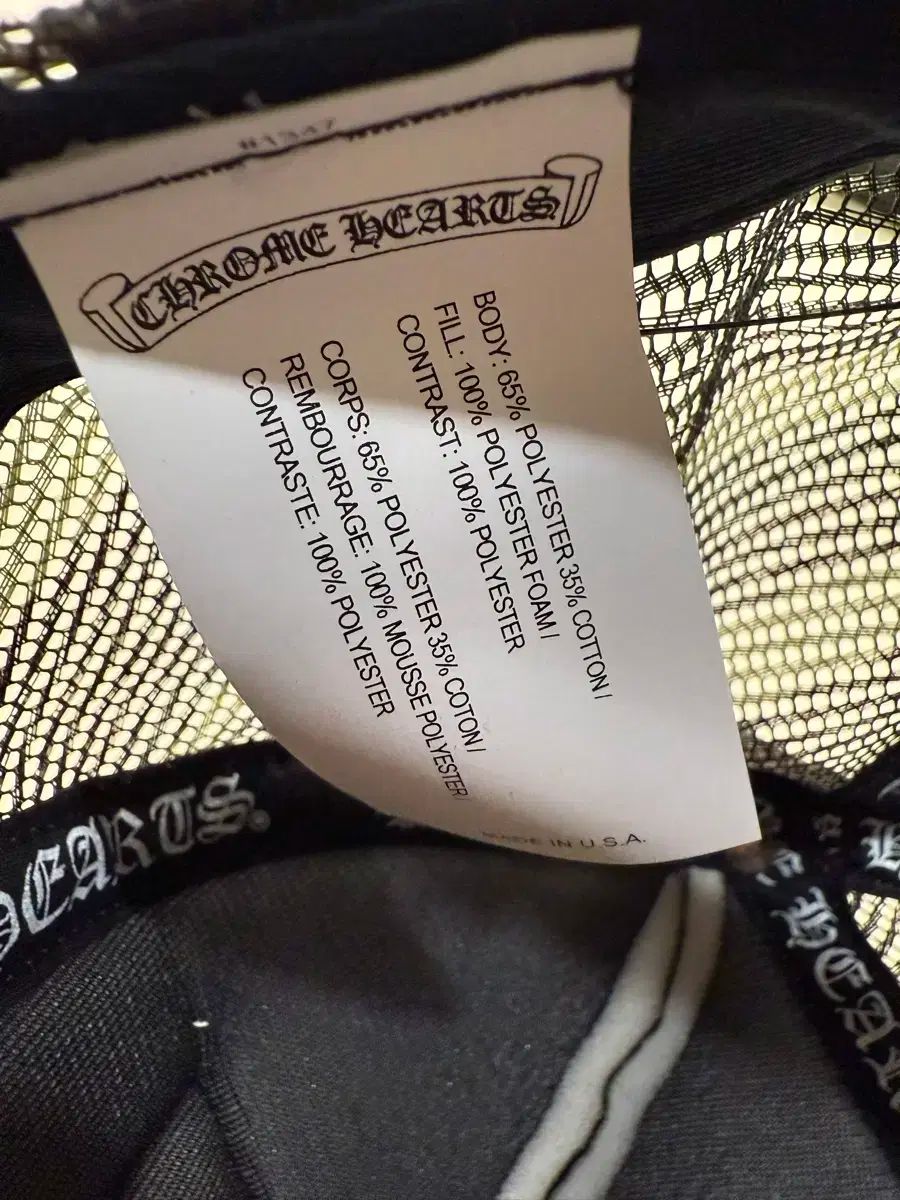 CHROME HEARTS
BODY: 65% POLYESTER 35% COTTON /
FILL: 100% POLYESTER FOAM /
CONTRAST: 100% POLYESTER
CORPS: 65% POLYESTER 35% COTON /
REMBOURRAGE: 100% MOUSSE POLYESTER/
CONTRASTE: 100% POLYESTER
MADE IN U.S.A.
HEARTS.
HEAR